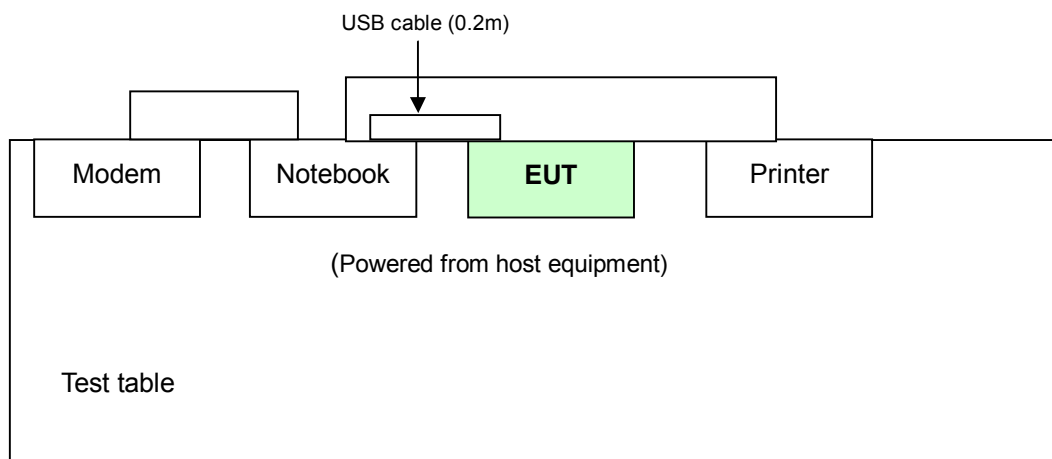 USB cable (0.2m)
Modem
Notebook
EUT
Printer
(Powered from host equipment)
Test table